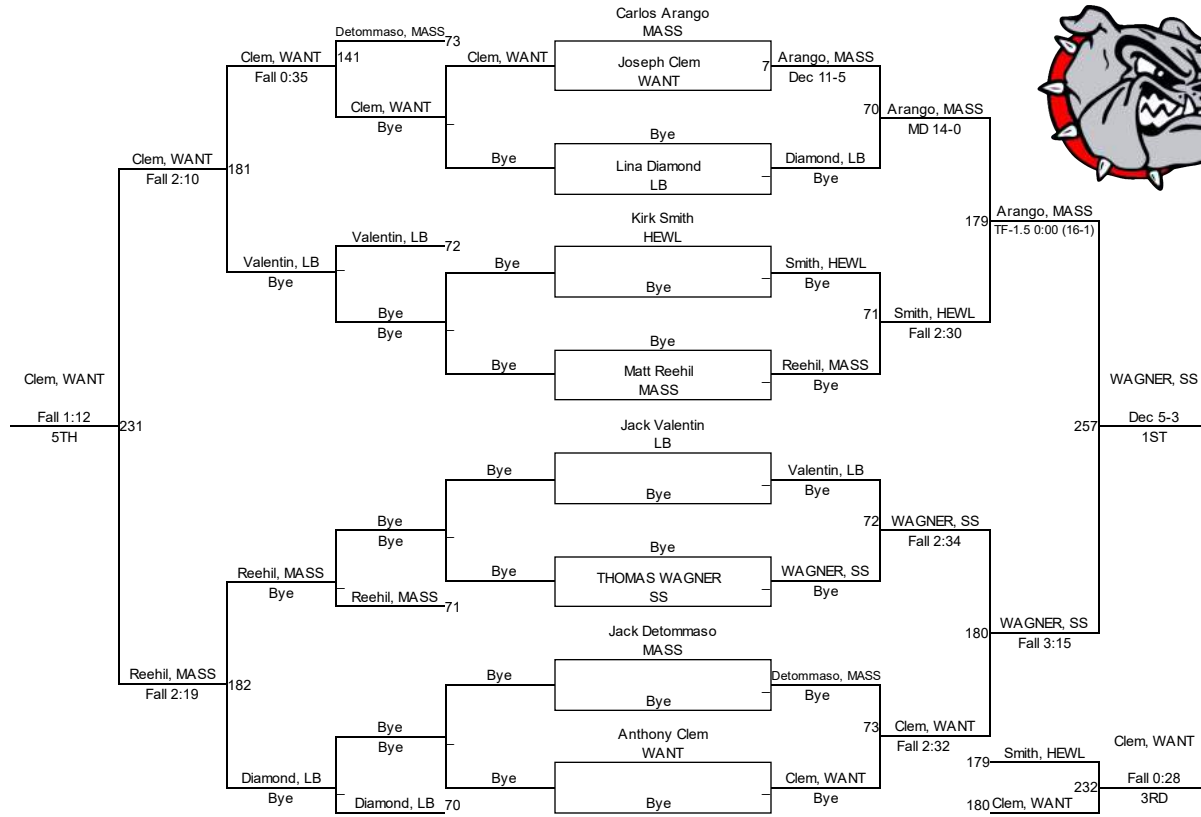 Carlos Arango
MASS
Detommaso, MASS 73
Clem, WANT
141
Clem, WANT
Joseph Clem
WANT
7
Arango, MASS
Fall 0:35
Dec 11-5
Clem, WANT
Bye
70
Arango, MASS
MD 14-0
Bye
Clem, WANT
Fall 2:10
181
Bye
Lina Diamond
LB
Diamond, LB
Bye
Kirk Smith
HEWL
179
Arango, MASS
TF-1.5 0:00 (16-1)
Valentin, LB 72
Valentin, LB
Bye
Bye
Bye
Smith, HEWL
Bye
Bye
Bye
71
Smith, HEWL
Fall 2:30
Bye
Bye
Matt Reehil
MASS
Reehil, MASS
Bye
Clem, WANT
Fall 1:12
5TH
231
WAGNER, SS
257
Dec 5-3
1ST
Jack Valentin
LB
Bye
Bye
Valentin, LB
Bye
Bye
Bye
72
WAGNER, SS
Fall 2:34
Bye
Reehil, MASS
Bye
Bye
THOMAS WAGNER
SS
WAGNER, SS
Bye
Reehil, MASS 71
Jack Detommaso
MASS
180
WAGNER, SS
Fall 3:15
Reehil, MASS
Fall 2:19
182
Bye
Bye
Detommaso, MASS
Bye
Bye
Bye
Anthony Clem
WANT
73
Clem, WANT
Fall 2:32
Diamond, LB
Bye
Bye
Bye
Clem, WANT
Bye
Diamond, LB 70
179 Smith, HEWL
Clem, WANT
232
Fall 0:28
3RD
180 Clem, WANT